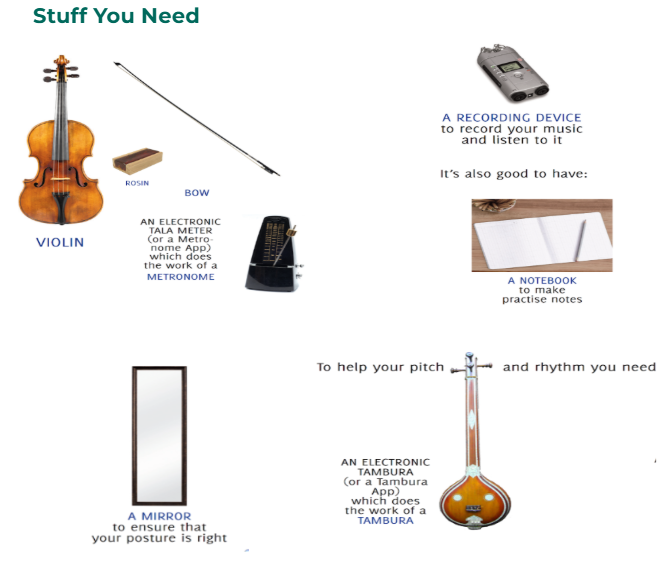 Stuff You Need
VIOLIN
ROSIN
BOW
AN ELECTRONIC
TALA METER
(or a Metro-
nome App)
which does
the work of a
METRONOME
A RECORDING DEVICE
to record your music
and listen to it
It's also good to have:
A NOTEBOOK
to make
practise notes
A MIRROR
to ensure that
your posture is right
To help your pitch and rhythm you need
AN ELECTRONIC
TAMBURA
(or a Tambura
App)
which does
the work of a
TAMBURA